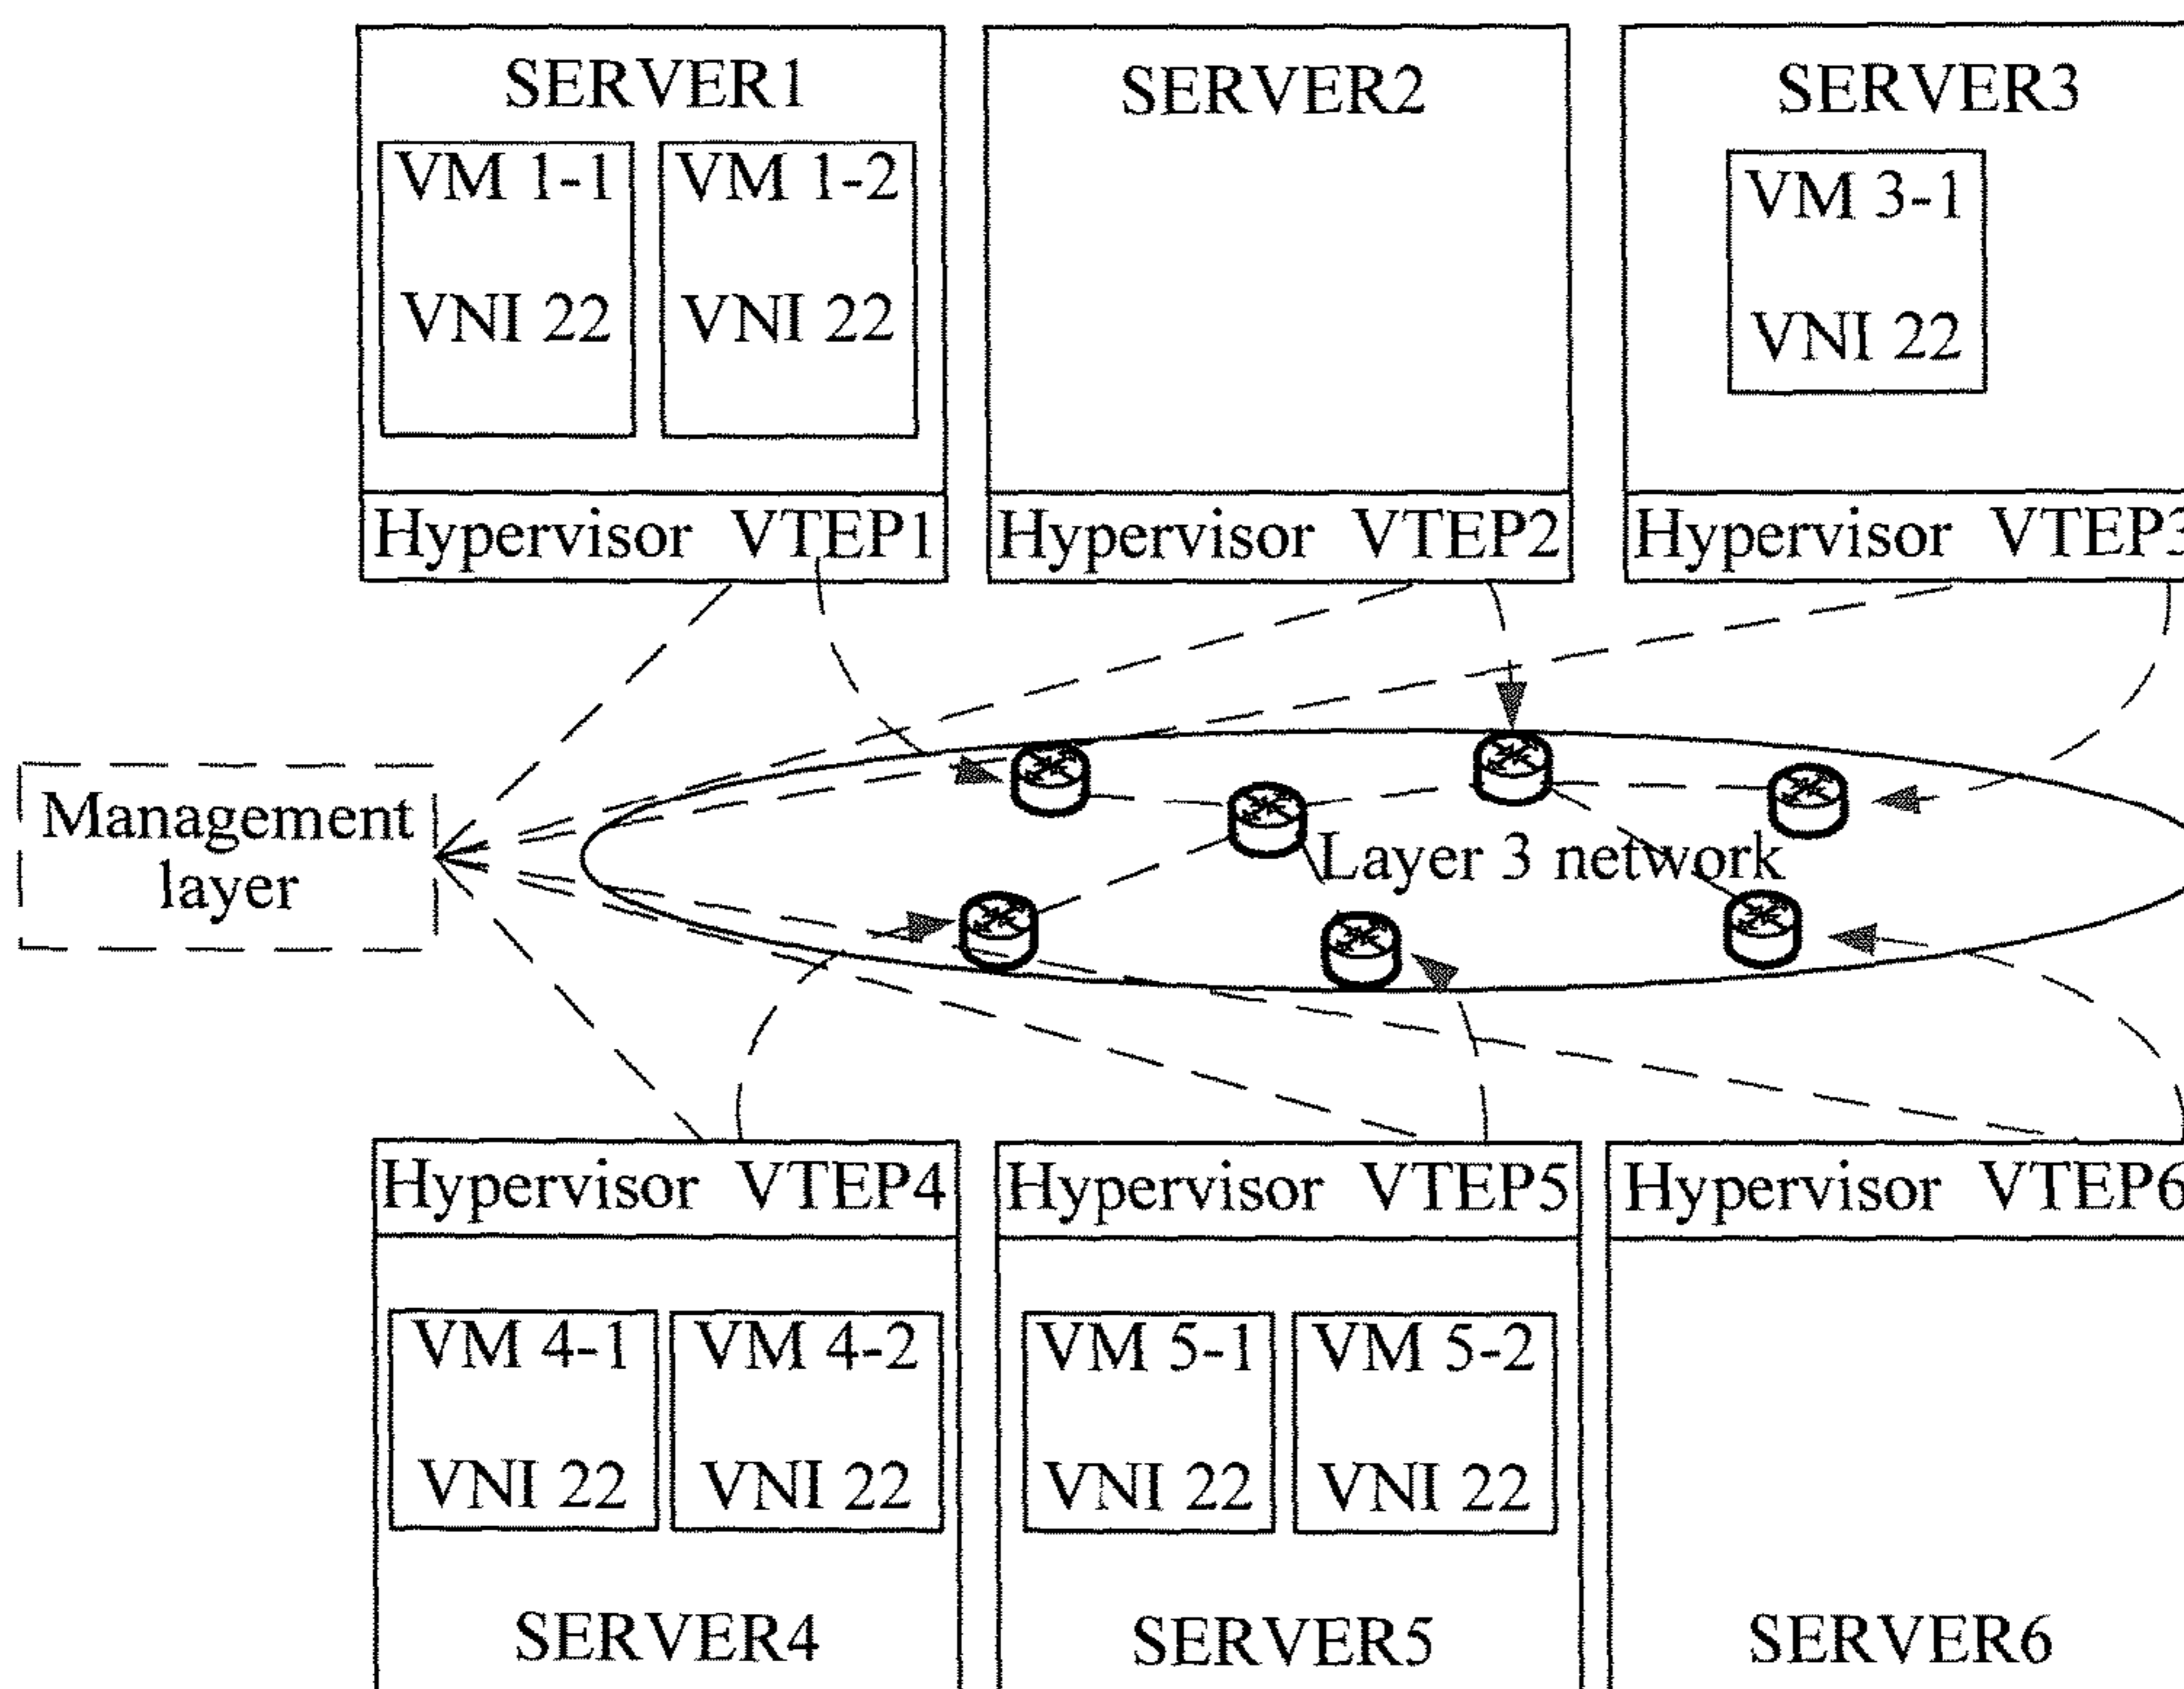 SERVER1
VM 1-1
VNI 22
VM 1-2
VNI 22
Hypervisor VTEP1
SERVER2
Hypervisor VTEP2
SERVER3
VM 3-1
VNI 22
Hypervisor VTEP3
Management
layer
Layer 3 network
Hypervisor VTEP4
VM 4-1
VNI 22
VM 4-2
VNI 22
SERVER4
Hypervisor VTEP5
VM 5-1
VNI 22
VM 5-2
VNI 22
SERVER5
Hypervisor VTEP6
SERVER6